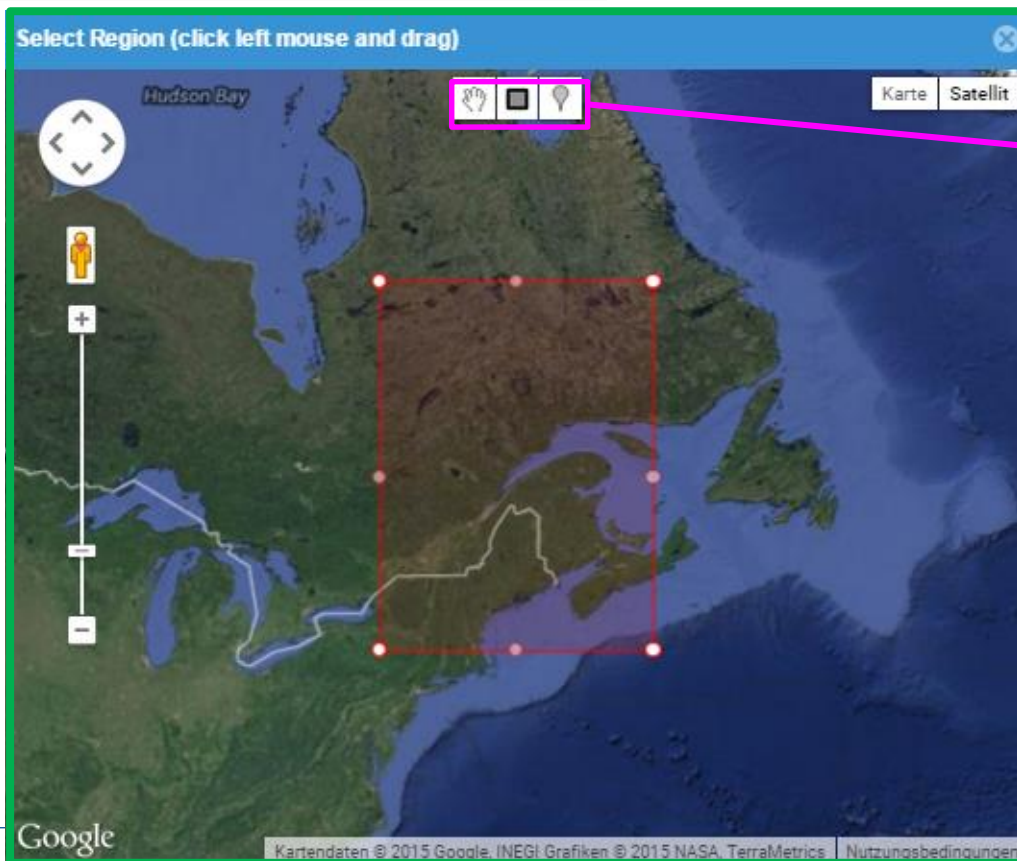 Select Region (click left mouse and drag)
Hudson Bay
Karte Satellit
Google
Kartendaten © 2015 Google, INEGI Grafiken © 2015 NASA, TerraMetrics Nutzungsbedingungen